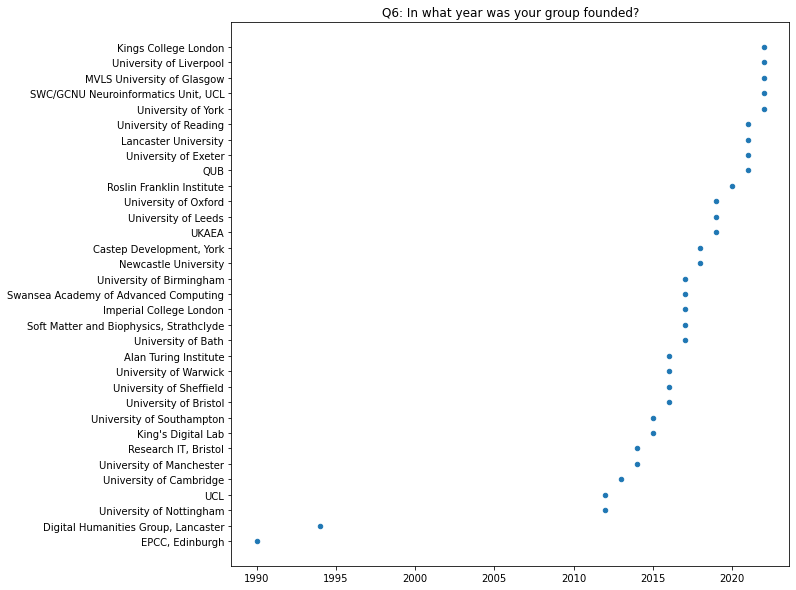 Q6: In what year was your group founded?
Kings College London
University of Liverpool
MVLS University of Glasgow
SWC/GCNU Neuroinformatics Unit, UCL
University of York
University of Reading
Lancaster University
University of Exeter
QUB
Roslin Franklin Institute
University of Oxford
University of Leeds
UKAEA
Castep Development, York
Newcastle University
University of Birmingham
Swansea Academy of Advanced Computing
Imperial College London
Soft Matter and Biophysics, Strathclyde
University of Bath
Alan Turing Institute
University of Warwick
University of Sheffield
University of Bristol
University of Southampton
King's Digital Lab
Research IT, Bristol
University of Manchester
University of Cambridge
UCL
University of Nottingham
Digital Humanities Group, Lancaster
EPCC, Edinburgh
1990 1995 2000 2005 2010 2015 2020